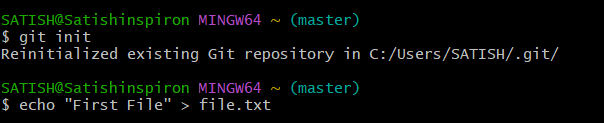 SATISH@Satishinspiron MINGW64 ~ (master)
$ git init
Reinitialized existing Git repository in C:/Users/SATISH/.git/
SATISH@Satishinspiron MINGW64 ~ (master)
$ echo "First File" > file.txt